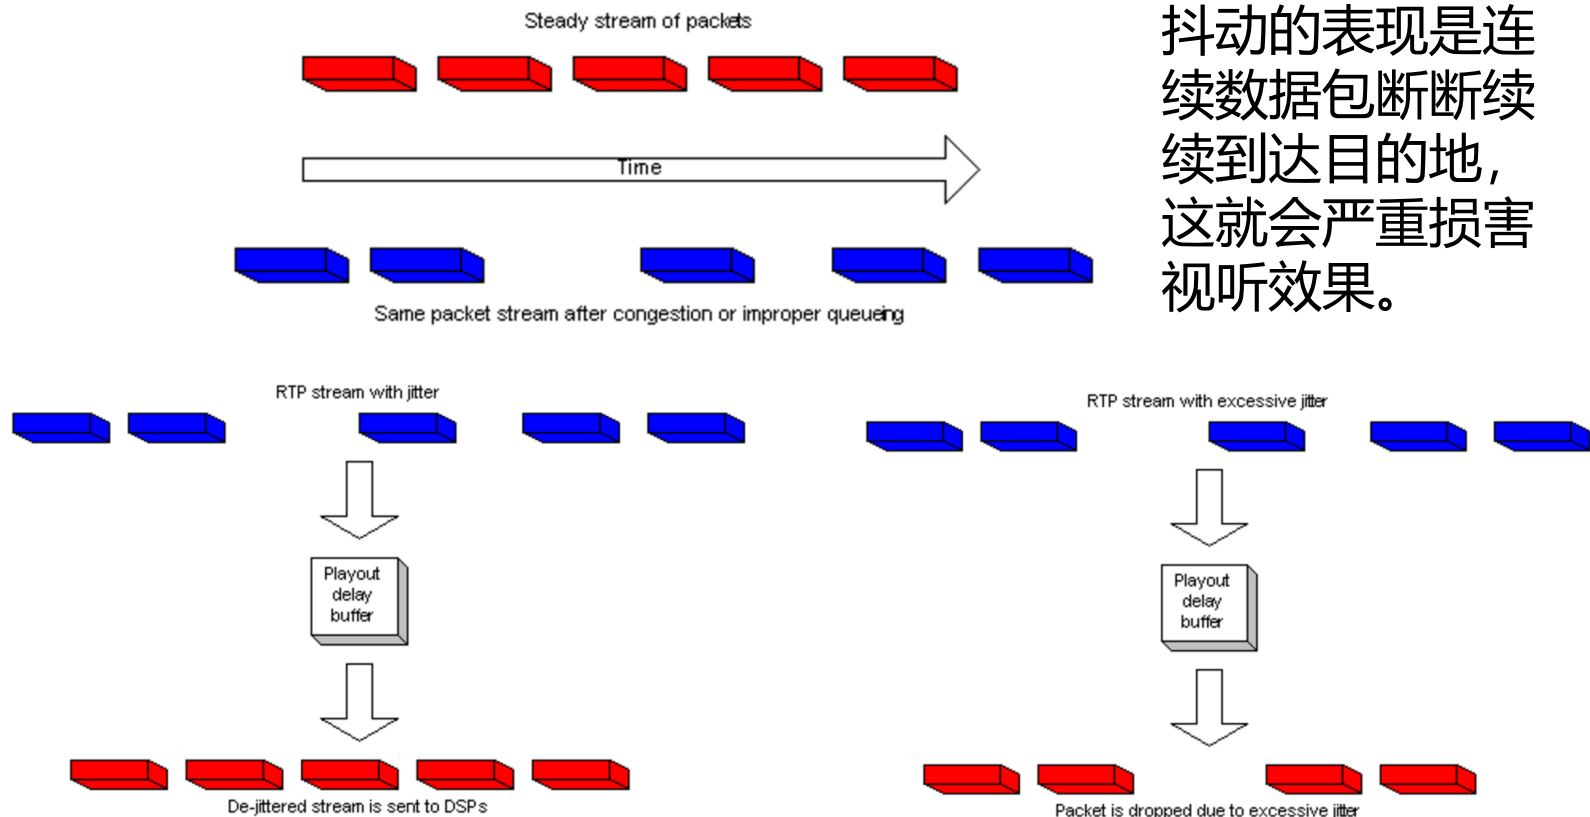 Steady stream of packets
Time
Same packet stream after congestion or improper queueing
抖动的表现是连
续数据包断断续
续到达目的地，
这就会严重损害
视听效果。
RTP stream with jitter
Playout
delay
buffer
De-jittered stream is sent to DSPs
RTP stream with excessive jitter
Playout
delay
buffer
Packet is dropped due to excessive jitter